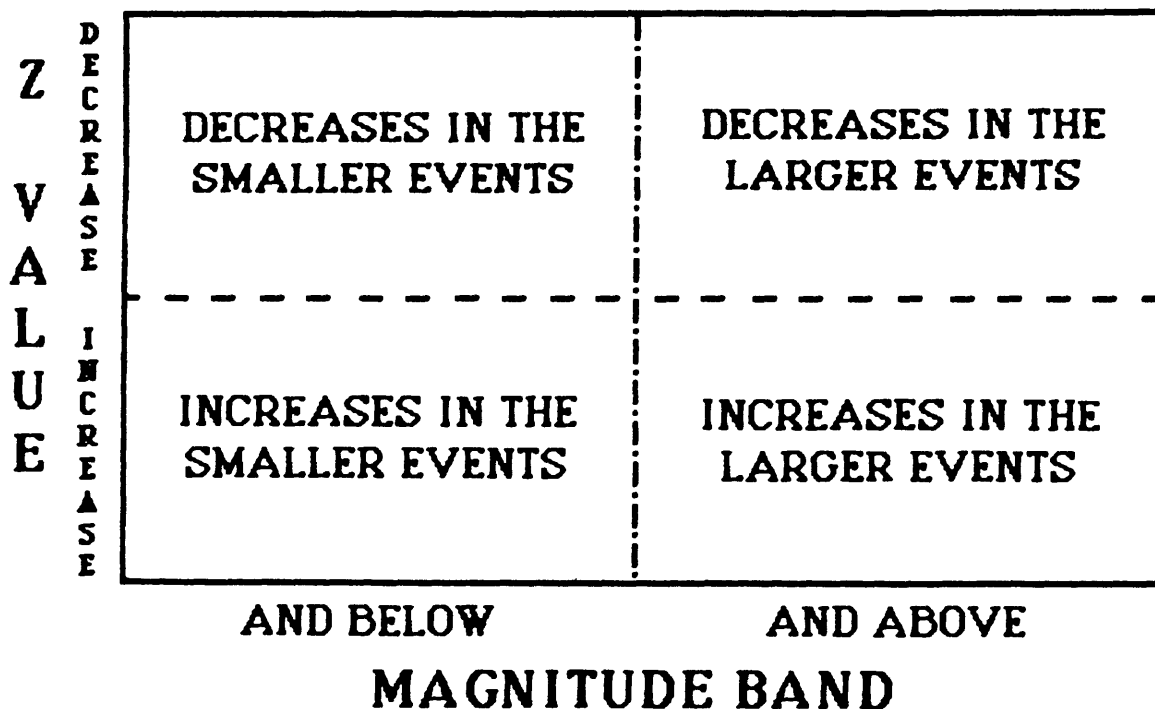 Z VALUE
DECREASE
INCREASE
DECREASES IN THE
SMALLER EVENTS
DECREASES IN THE
LARGER EVENTS
INCREASES IN THE
SMALLER EVENTS
INCREASES IN THE
LARGER EVENTS
AND BELOW
AND ABOVE
MAGNITUDE BAND